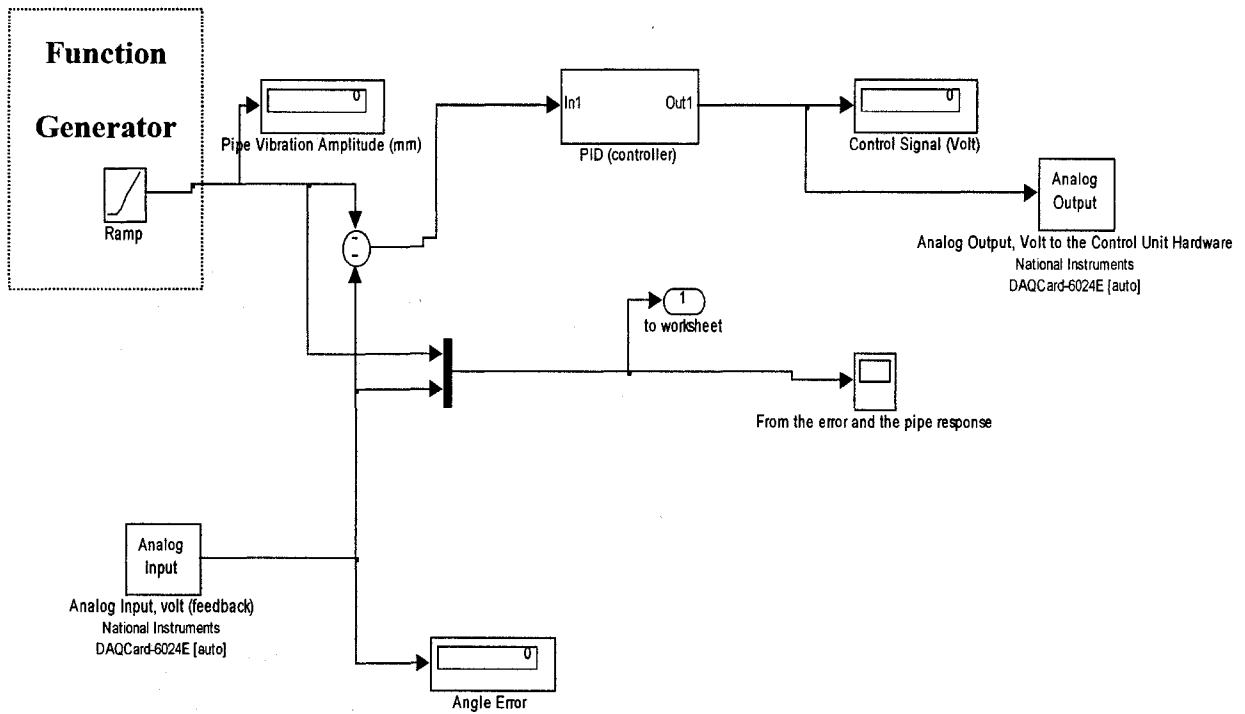 Function
Generator
0
Pipe Vibration Amplitude (mm)
Ramp
In1
Out1
PID (controller)
0
Control Signal (Volt)
Analog
Output
Analog Output, Volt to the Control Unit Hardware
National Instruments
DAQCard-6024E [auto]
-
-
1
to worksheet
From the error and the pipe response
Analog
Input
Analog Input, volt (feedback)
National Instruments
DAQCard-6024E [auto]
0
Angle Error